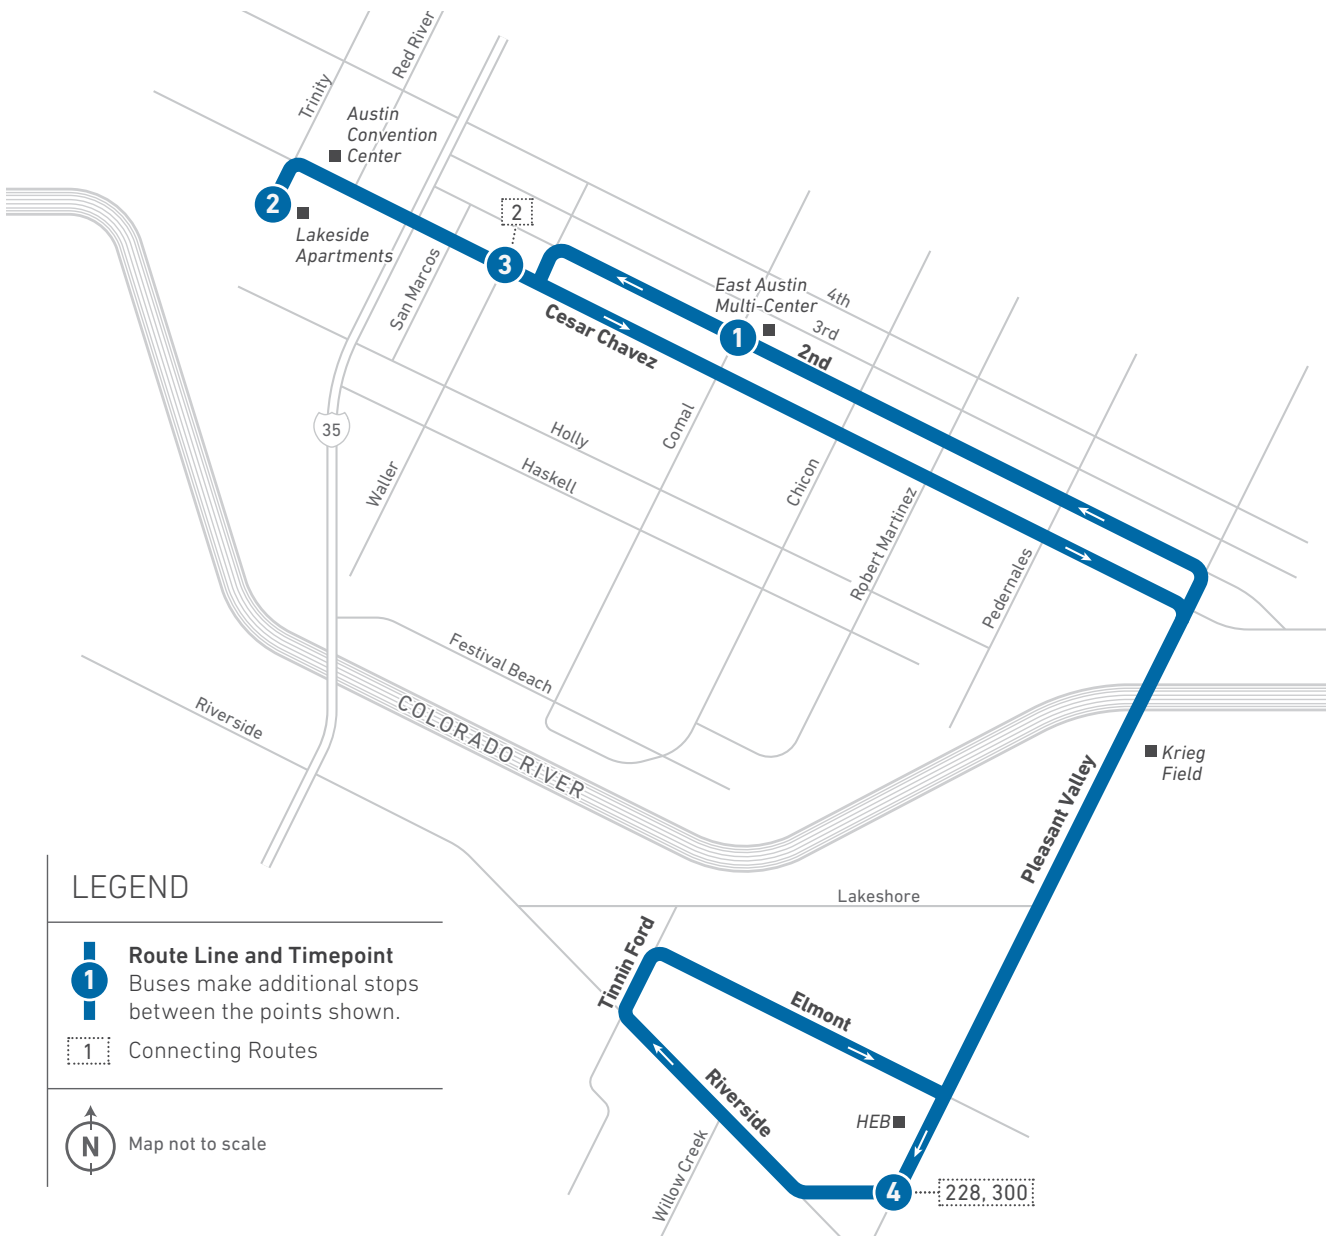 Red River
Trinity
Austin
Convention
Center
2
Lakeside
Apartments
2
3
San Marcos
East Austin
Multi-Center
4th
3rd
1
2nd
Cesar Chavez
35
Holly
Haskell
Comal
Waller
Chicon
Robert Martinez
Pedernales
Festival Beach
Riverside
COLORADO RIVER
Krieg
Field
Pleasant Valley
Lakeshore
Tinnin Ford
Elmont
Riverside
HEB
Willow Creek
4
228, 300
LEGEND
Route Line and Timepoint
1
Buses make additional stops
between the points shown.
1
Connecting Routes
N
Map not to scale